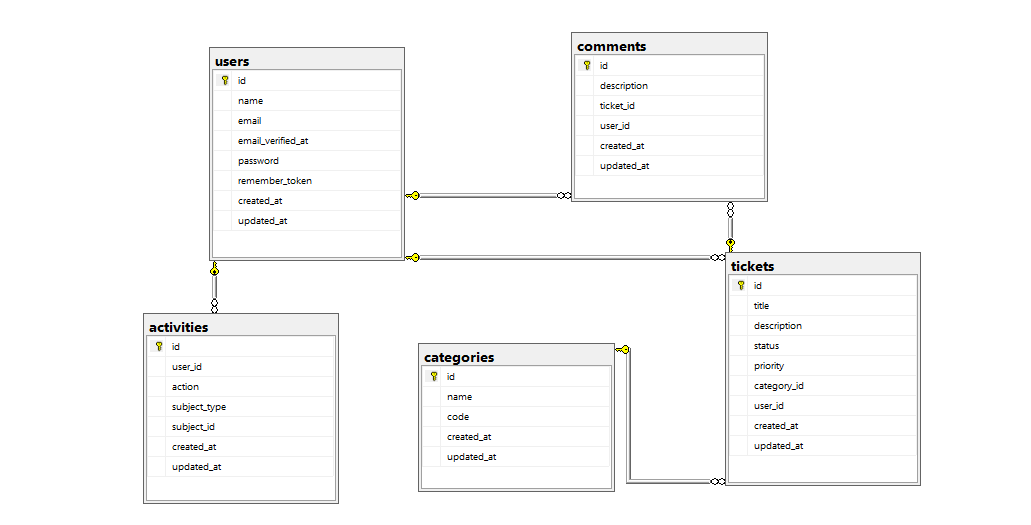 users
id
name
email
email_verified_at
password
remember_token
created_at
updated_at
comments
id
description
ticket_id
user_id
created_at
updated_at
activities
id
user_id
action
subject_type
subject_id
created_at
updated_at
categories
id
name
code
created_at
updated_at
tickets
id
title
description
status
priority
category_id
user_id
created_at
updated_at